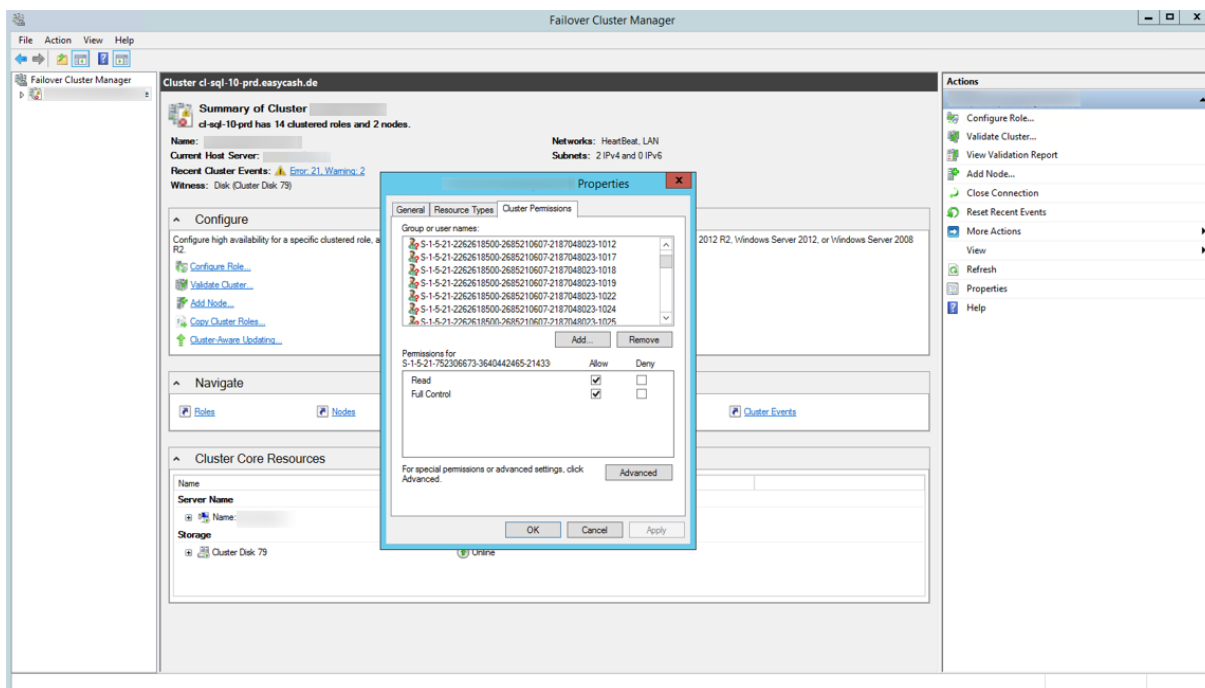 Failover Cluster Manager
File Action View Help
Failover Cluster Manager
Cluster cl-sql-10-prd.easycash.de
Summary of Cluster
cl-sql-10-prd has 14 clustered roles and 2 nodes.
Name:
Networks: HeartBeat, LAN
Current Host Server:
Subnets: 2 IPv4 and 0 IPv6
Recent Cluster Events: Error: 21, Warning: 2
Witness: Disk (Cluster Disk 79)
Configure
Configure high availability for a specific clustered role, a
2012 R2, Windows Server 2012, or Windows Server 2008
R2.
Configure Role...
Validate Cluster...
Add Node...
Copy Cluster Roles...
Cluster-Aware Updating...
Navigate
Roles
Nodes
Cluster Events
Cluster Core Resources
Name
Server Name
Name:
Storage
Cluster Disk 79
Online
Properties
General Resource Types Cluster Permissions
Group or user names:
S-1-5-21-2262618500-2685210607-2187048023-1012
S-1-5-21-2262618500-2685210607-2187048023-1017
S-1-5-21-2262618500-2685210607-2187048023-1018
S-1-5-21-2262618500-2685210607-2187048023-1019
S-1-5-21-2262618500-2685210607-2187048023-1022
S-1-5-21-2262618500-2685210607-2187048023-1024
S-1-5-21-2262618500-2685210607-2187048023-1025
Add... Remove
Permissions for
S-1-5-21-752306673-3640442465-21433 Allow Deny
Read
Full Control
For special permissions or advanced settings, click
Advanced.
Advanced
OK Cancel Apply
Actions
Configure Role...
Validate Cluster...
View Validation Report
Add Node...
Close Connection
Reset Recent Events
More Actions
View
Refresh
Properties
Help